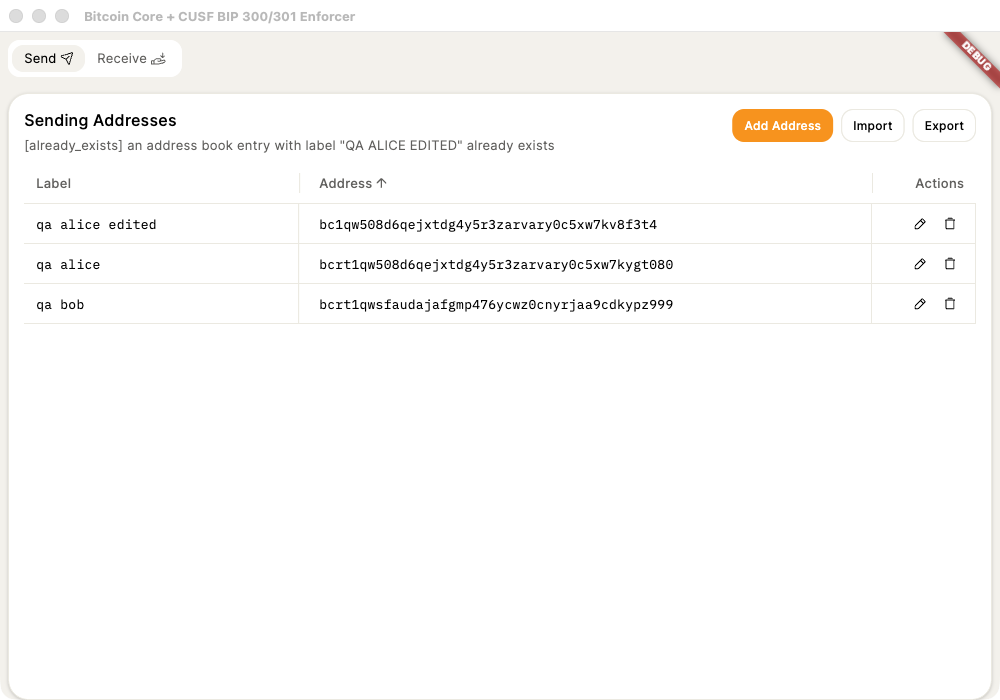 Bitcoin Core + CUSF BIP 300/301 Enforcer
Send Receive
DEBUG
Sending Addresses
[already_exists] an address book entry with label "QA ALICE EDITED" already exists
Add Address Import Export
Label Address ↑ Actions
qa alice edited bc1qw508d6qejxtdg4y5r3zarvary0c5xw7kv8f3t4
qa alice bcrt1qw508d6qejxtdg4y5r3zarvary0c5xw7kygt080
qa bob bcrt1qwsfaudajafgmp476ycwz0cnyrjaa9cdkypz999